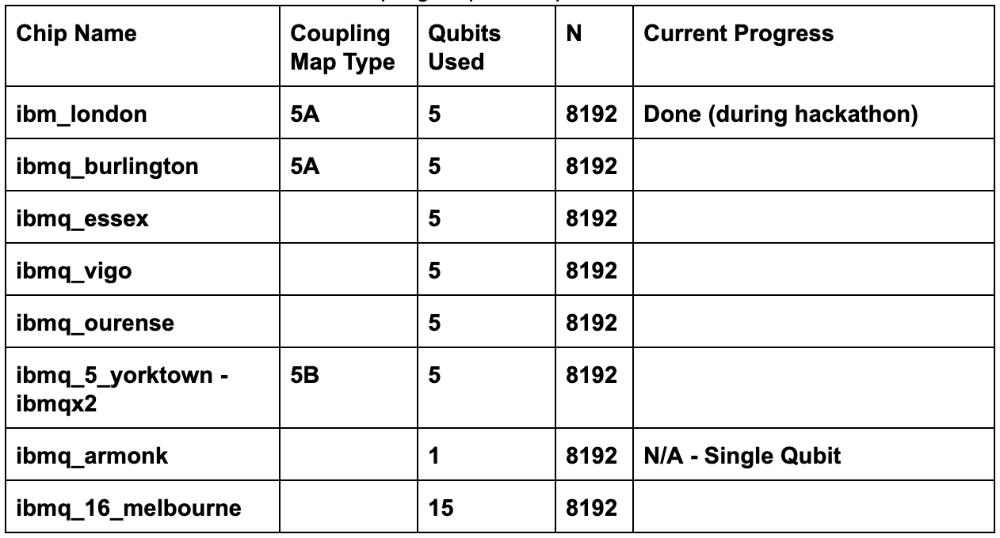 Chip Name Coupling Map Type Qubits Used N Current Progress
ibm_london 5A 5 8192 Done (during hackathon)
ibmq_burlington 5A 5 8192
ibmq_essex 5 8192
ibmq_vigo 5 8192
ibmq_ourense 5 8192
ibmq_5_yorktown - ibmqx2 5B 5 8192
ibmq_armonk 1 8192 N/A - Single Qubit
ibmq_16_melbourne 15 8192